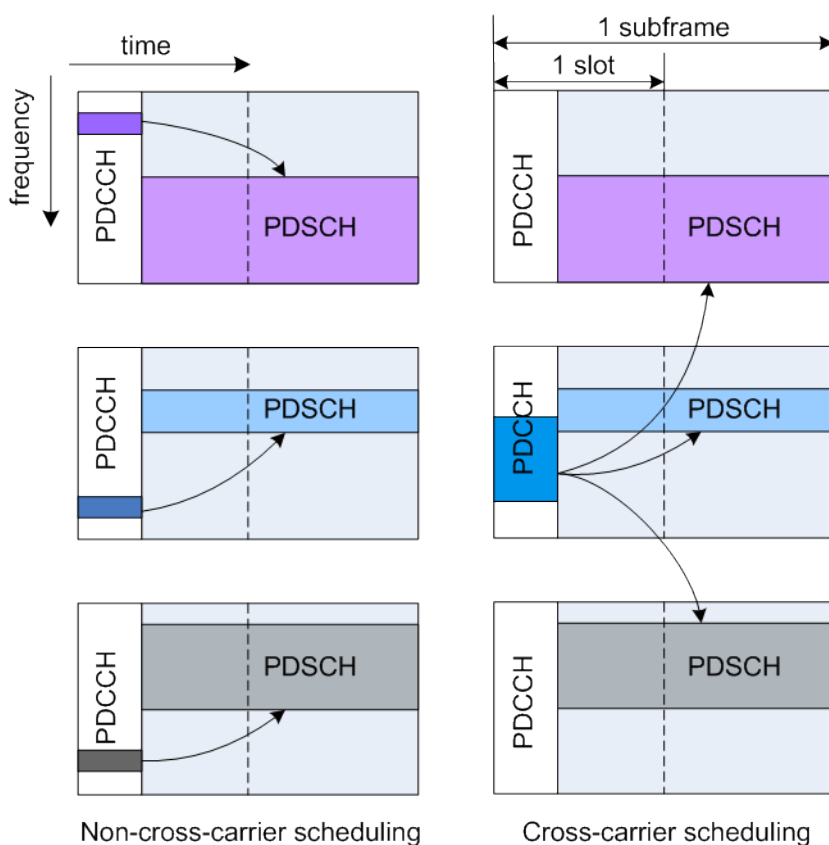 time
1 subframe
1 slot
frequency
PDCCH
PDSCH
PDCCH
PDSCH
PDCCH
PDSCH
PDCCH
PDSCH
PDCCH
PDSCH
PDCCH
PDSCH
Non-cross-carrier scheduling
Cross-carrier scheduling